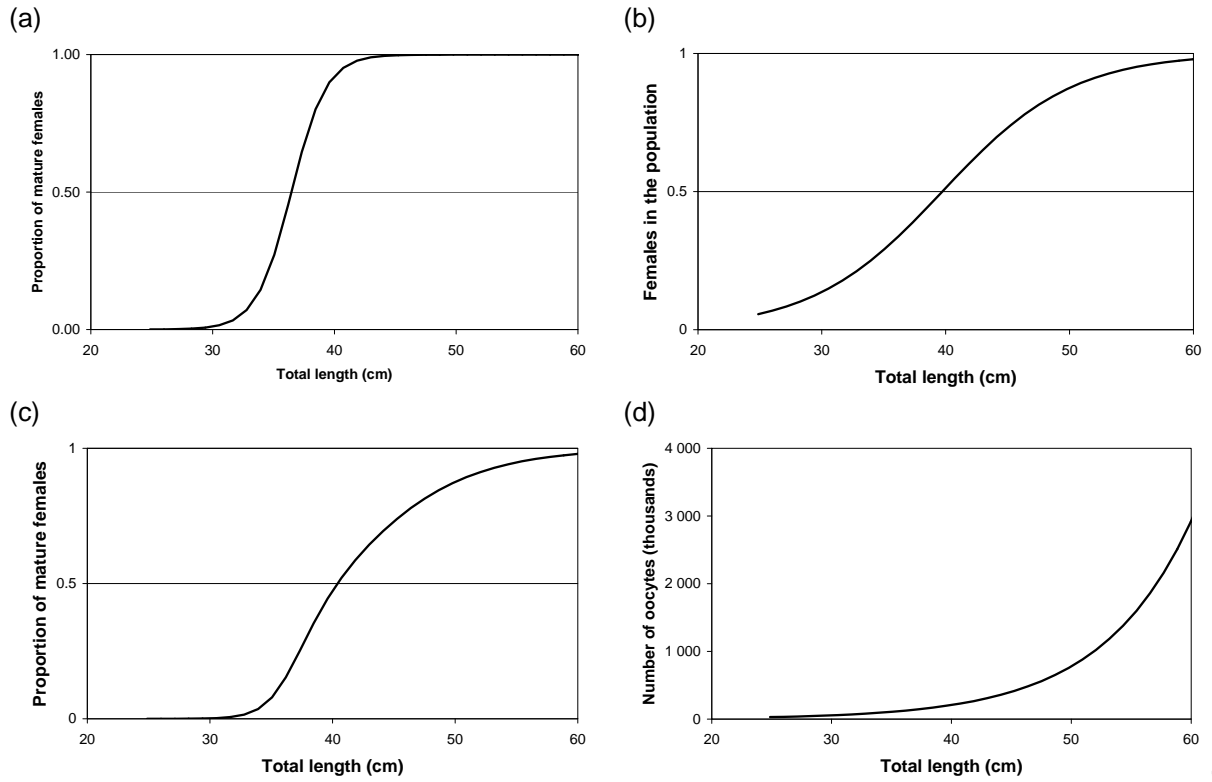 (a)
Proportion of mature females
1.00
0.50
0.00
20 30 40 50 60
Total length (cm)
(b)
Females in the population
1
0.5
0
20 30 40 50 60
Total length (cm)
(c)
Proportion of mature females
1
0.5
0
20 30 40 50 60
Total length (cm)
(d)
Number of oocytes (thousands)
4 000
3 000
2 000
1 000
0
20 30 40 50 60
Total length (cm)